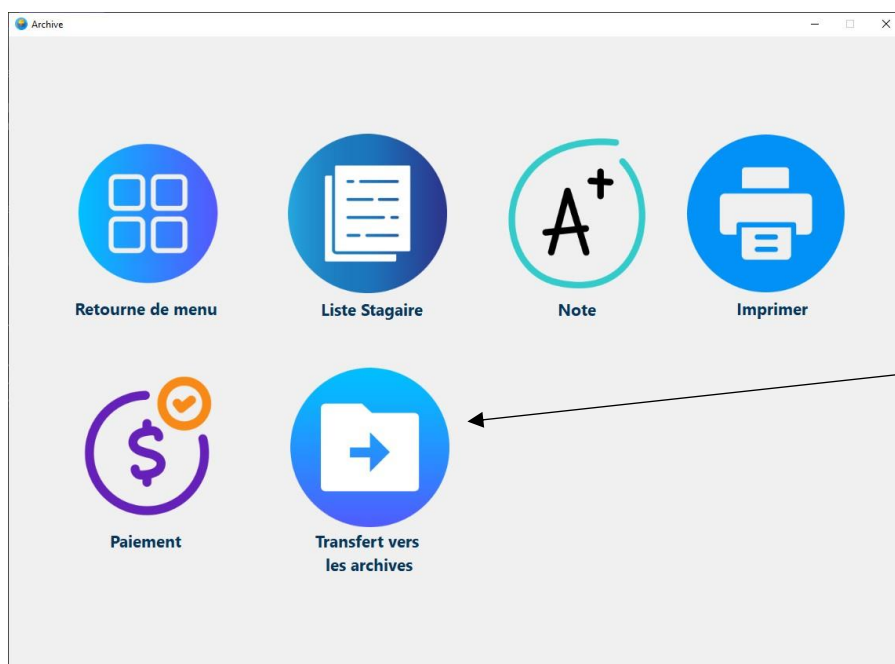 Archive
A+
Retourne de menu
Liste Stagaire
Note
Imprimer
$
Paiement
Transfert vers
les archives